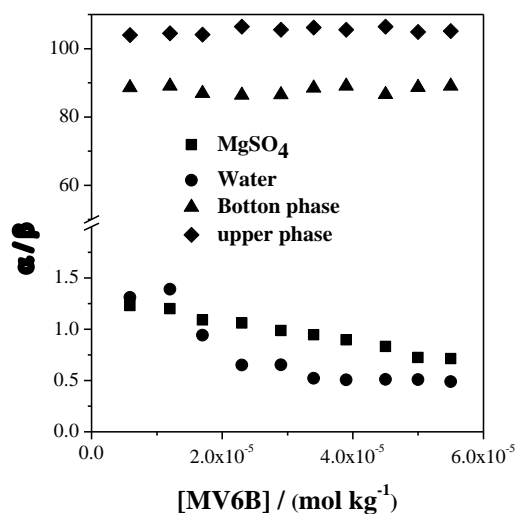 100
80
60
1.5
1.0
0.5
0.0
α/β
MgSO₄
Water
Botton phase
upper phase
0.0 2.0x10⁻⁵ 4.0x10⁻⁵ 6.0x10⁻⁵
[MV6B] / (mol kg⁻¹)